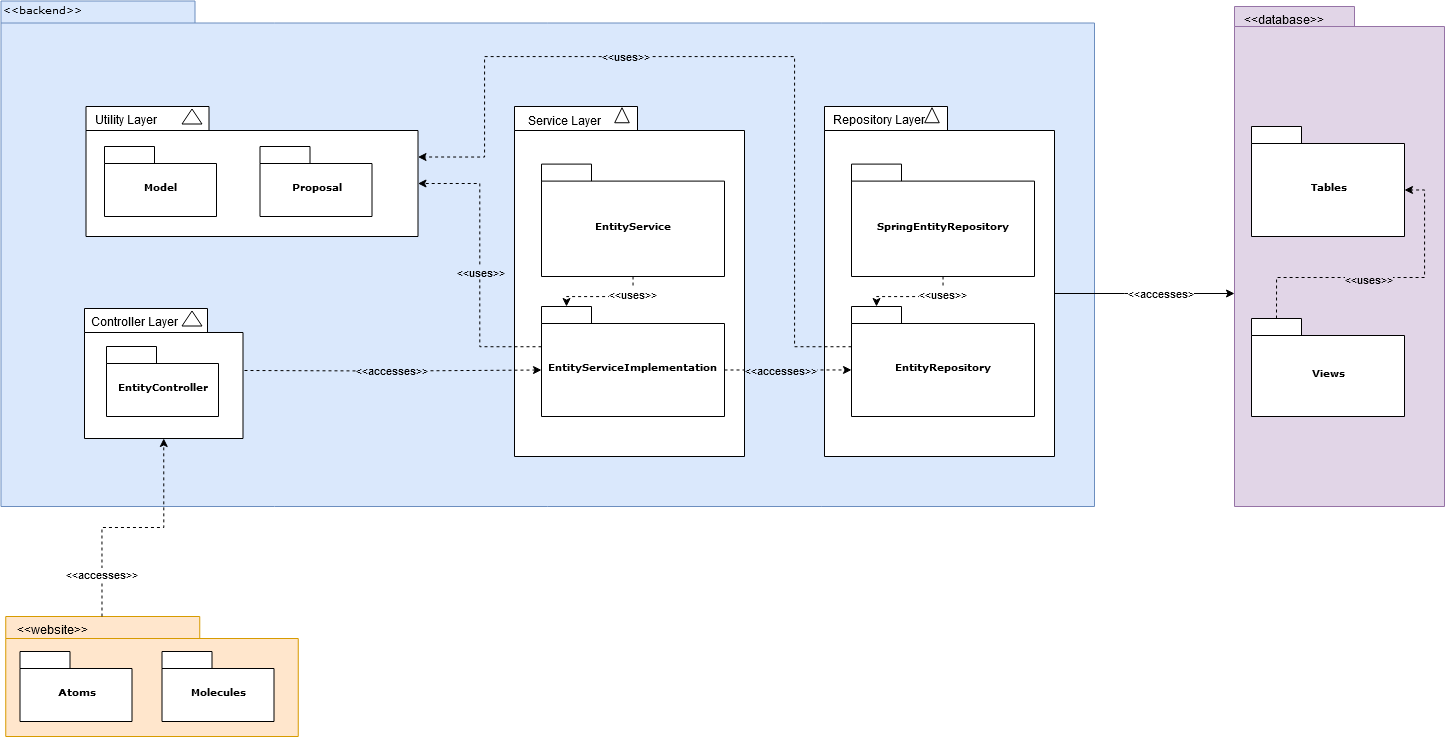 <<backend>>
<<database>>
<<uses>>
Utility Layer
Service Layer
Repository Layer
Model
Proposal
Tables
EntityService
SpringEntityRepository
<<uses>>
<<uses>>
<<uses>>
<<uses>>
<<accesses>>
Controller Layer
EntityController
<<accesses>>
EntityServiceImplementation
<<accesses>>
EntityRepository
Views
<<accesses>>
<<website>>
Atoms
Molecules